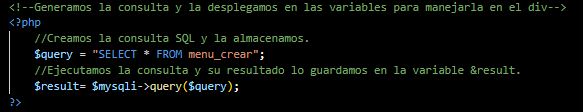 <!--Generamos la consulta y la desplegamos en las variables para manejarla en el div-->
<?php
//Creamos la consulta SQL y la almacenamos.
$query = "SELECT * FROM menu_crear";
//Ejecutamos la consulta y su resultado lo guardamos en la variable &result.
$result= $mysqli->query($query);
?>